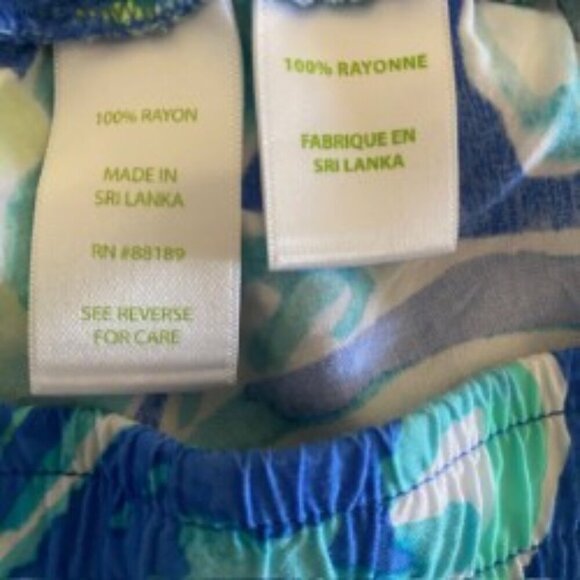 100% RAYON
MADE IN
SRI LANKA
RN #88189
SEE REVERSE
FOR CARE
100% RAYONNE
FABRIQUE EN
SRI LANKA